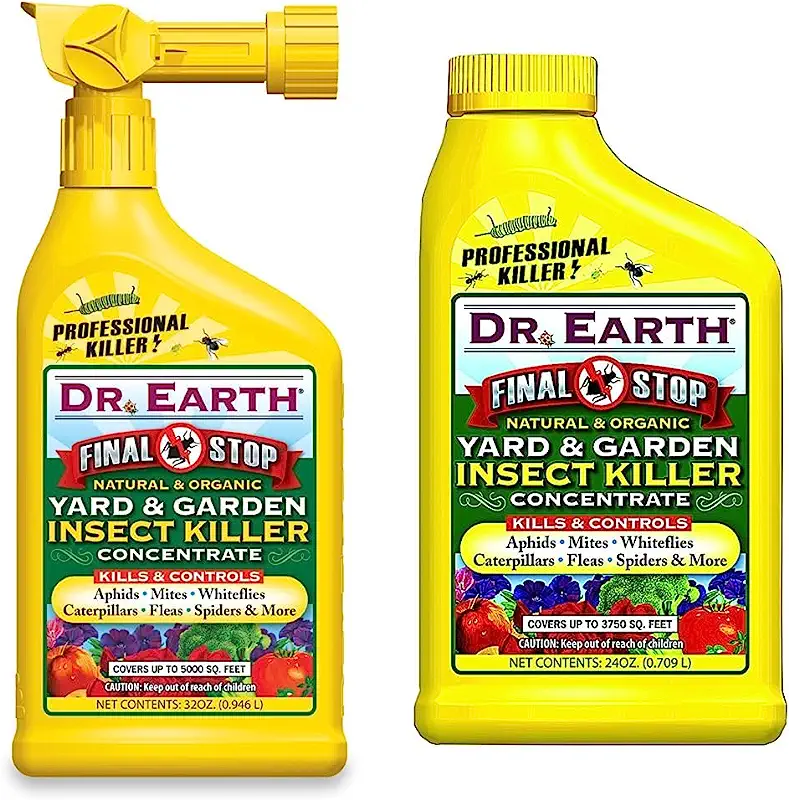 PROFESSIONAL
KILLER!
DR. EARTH®
FINAL STOP
NATURAL & ORGANIC
YARD & GARDEN
INSECT KILLER
CONCENTRATE
KILLS & CONTROLS
Aphids • Mites • Whiteflies
Caterpillars • Fleas • Spiders & More
COVERS UP TO 5000 SQ. FEET
CAUTION: Keep out of reach of children
NET CONTENTS: 32OZ. (0.946 L)
PROFESSIONAL
KILLER!
DR. EARTH®
FINAL STOP
NATURAL & ORGANIC
YARD & GARDEN
INSECT KILLER
CONCENTRATE
KILLS & CONTROLS
Aphids • Mites • Whiteflies
Caterpillars • Fleas • Spiders & More
COVERS UP TO 3750 SQ. FEET
CAUTION: Keep out of reach of children
NET CONTENTS: 24OZ. (0.709 L)